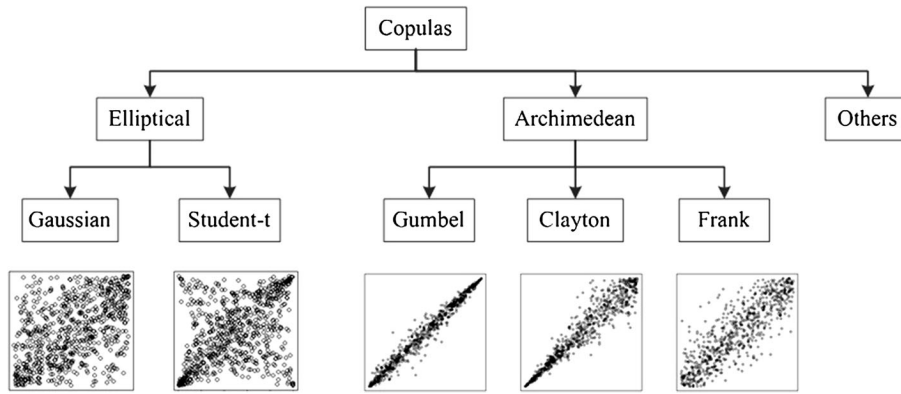 Copulas
Elliptical
Archimedean
Others
Gaussian
Student-t
Gumbel
Clayton
Frank